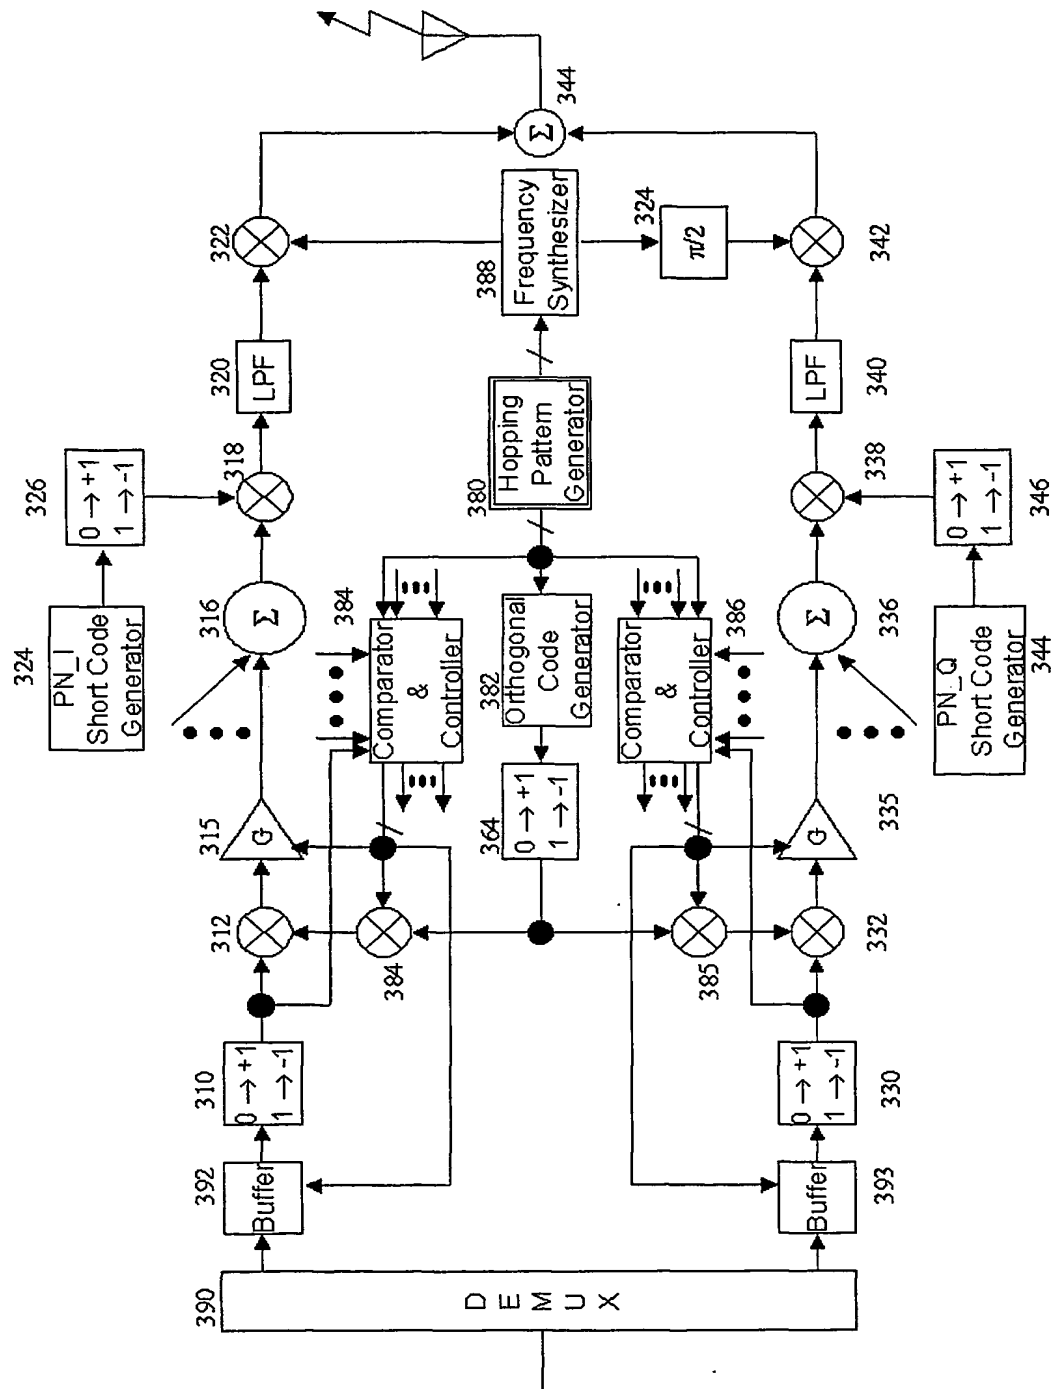 324
PN_I
Short Code
Generator
326
0→+1
1→-1
390
DEMUX
392
Buffer
310
0→+1
1→-1
312
315
G
316
Σ
318
320
LPF
322
384
384
Comparator
&
Controller
364
0→+1
1→-1
382
Orthogonal
Code
Generator
380
Hopping
Pattern
Generator
388
Frequency
Synthesizer
344
Σ
324
π/2
385
Comparator
&
Controller
386
393
Buffer
330
0→+1
1→-1
332
335
G
336
Σ
338
340
LPF
342
344
PN_Q
Short Code
Generator
346
0→+1
1→-1